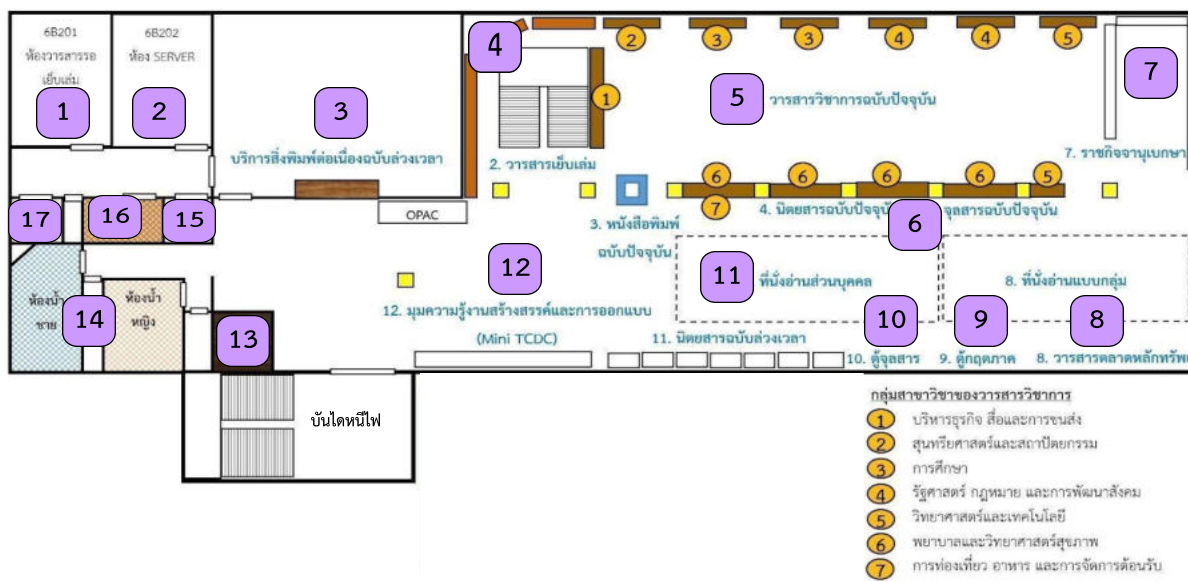 6B201
ห้องวารสารรอ
เย็บเล่ม
1
6B202
ห้อง SERVER
2
3
บริการสิ่งพิมพ์ต่อเนื่องฉบับล่วงเวลา
4
2
3
3
4
4
5
1
5
วารสารวิชาการฉบับปัจจุบัน
7
2. วารสารเย็บเล่ม
7. ราชกิจจานุเบกษา
6
6
6
6
5
7
17
16
15
OPAC
3. หนังสือพิมพ์
ฉบับปัจจุบัน
4. นิตยสารฉบับปัจจุบัน
จุลสารฉบับปัจจุบัน
6
12
11
ที่นั่งอ่านส่วนบุคคล
8. ที่นั่งอ่านแบบกลุ่ม
ห้องน้ำ
ชาย
14
ห้องน้ำ
หญิง
13
12. มุมความรู้งานสร้างสรรค์และการออกแบบ
(Mini TCDC)
10
9
8
11. นิตยสารฉบับล่วงเวลา
10. ตู้จุลสาร
9. ตู้กฤตภาค
8. วารสารตลาดหลักทรัพย์
บันไดหนีไฟ
กลุ่มสาขาวิชาของวารสารวิชาการ
1 บริหารธุรกิจ สื่อและการขนส่ง
2 สุนทรียศาสตร์และสถาปัตยกรรม
3 การศึกษา
4 รัฐศาสตร์ กฎหมาย และการพัฒนาสังคม
5 วิทยาศาสตร์และเทคโนโลยี
6 พยาบาลและวิทยาศาสตร์สุขภาพ
7 การท่องเที่ยว อาหาร และการจัดการต้อนรับ